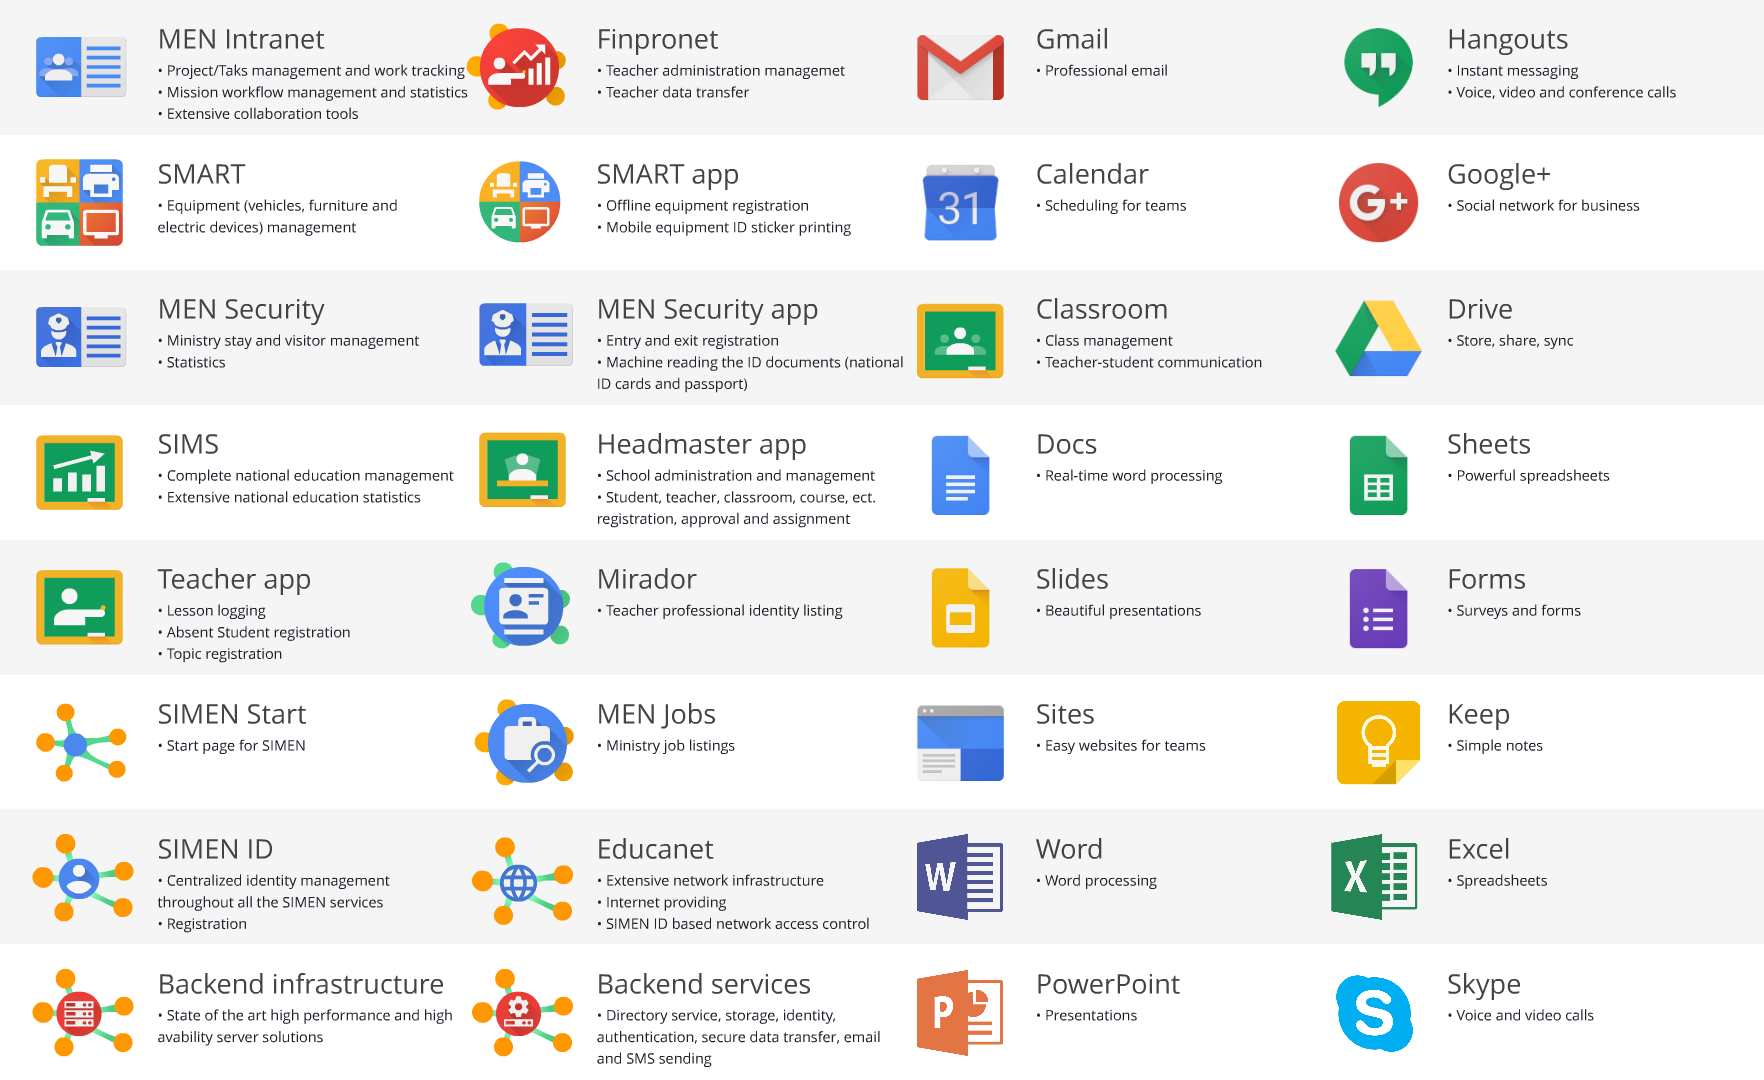 MEN Intranet
• Project/Taks management and work tracking
• Mission workflow management and statistics
• Extensive collaboration tools
Finpronet
• Teacher administration managemet
• Teacher data transfer
Gmail
• Professional email
Hangouts
• Instant messaging
• Voice, video and conference calls
SMART
• Equipment (vehicles, furniture and
electric devices) management
SMART app
• Offline equipment registration
• Mobile equipment ID sticker printing
31
Calendar
• Scheduling for teams
G+
Google+
• Social network for business
MEN Security
• Ministry stay and visitor management
• Statistics
MEN Security app
• Entry and exit registration
• Machine reading the ID documents (national
ID cards and passport)
Classroom
• Class management
• Teacher-student communication
Drive
• Store, share, sync
SIMS
• Complete national education management
• Extensive national education statistics
Headmaster app
• School administration and management
• Student, teacher, classroom, course, ect.
registration, approval and assignment
Docs
• Real-time word processing
Sheets
• Powerful spreadsheets
Teacher app
• Lesson logging
• Absent Student registration
• Topic registration
Mirador
• Teacher professional identity listing
Slides
• Beautiful presentations
Forms
• Surveys and forms
SIMEN Start
• Start page for SIMEN
MEN Jobs
• Ministry job listings
Sites
• Easy websites for teams
Keep
• Simple notes
SIMEN ID
• Centralized identity management
throughout all the SIMEN services
• Registration
Educanet
• Extensive network infrastructure
• Internet providing
• SIMEN ID based network access control
W
Word
• Word processing
X
Excel
• Spreadsheets
Backend infrastructure
• State of the art high performance and high
avability server solutions
Backend services
• Directory service, storage, identity,
authentication, secure data transfer, email
and SMS sending
P
PowerPoint
• Presentations
S
Skype
• Voice and video calls